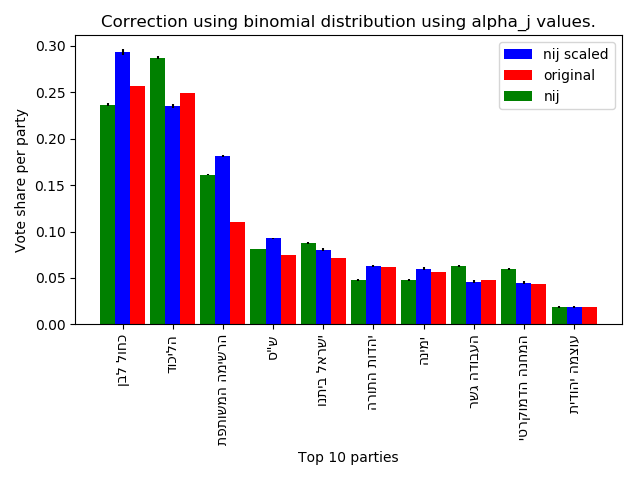 Correction using binomial distribution using alpha_j values.
nij scaled
original
nij
Vote share per party
0.30
0.25
0.20
0.15
0.10
0.05
0.00
כחול לבן
הליכוד
הרשימה המשותפת
ש"ס
ישראל ביתנו
יהדות התורה
ימינה
העבודה גשר
המחנה הדמוקרטי
עוצמה יהודית
Top 10 parties